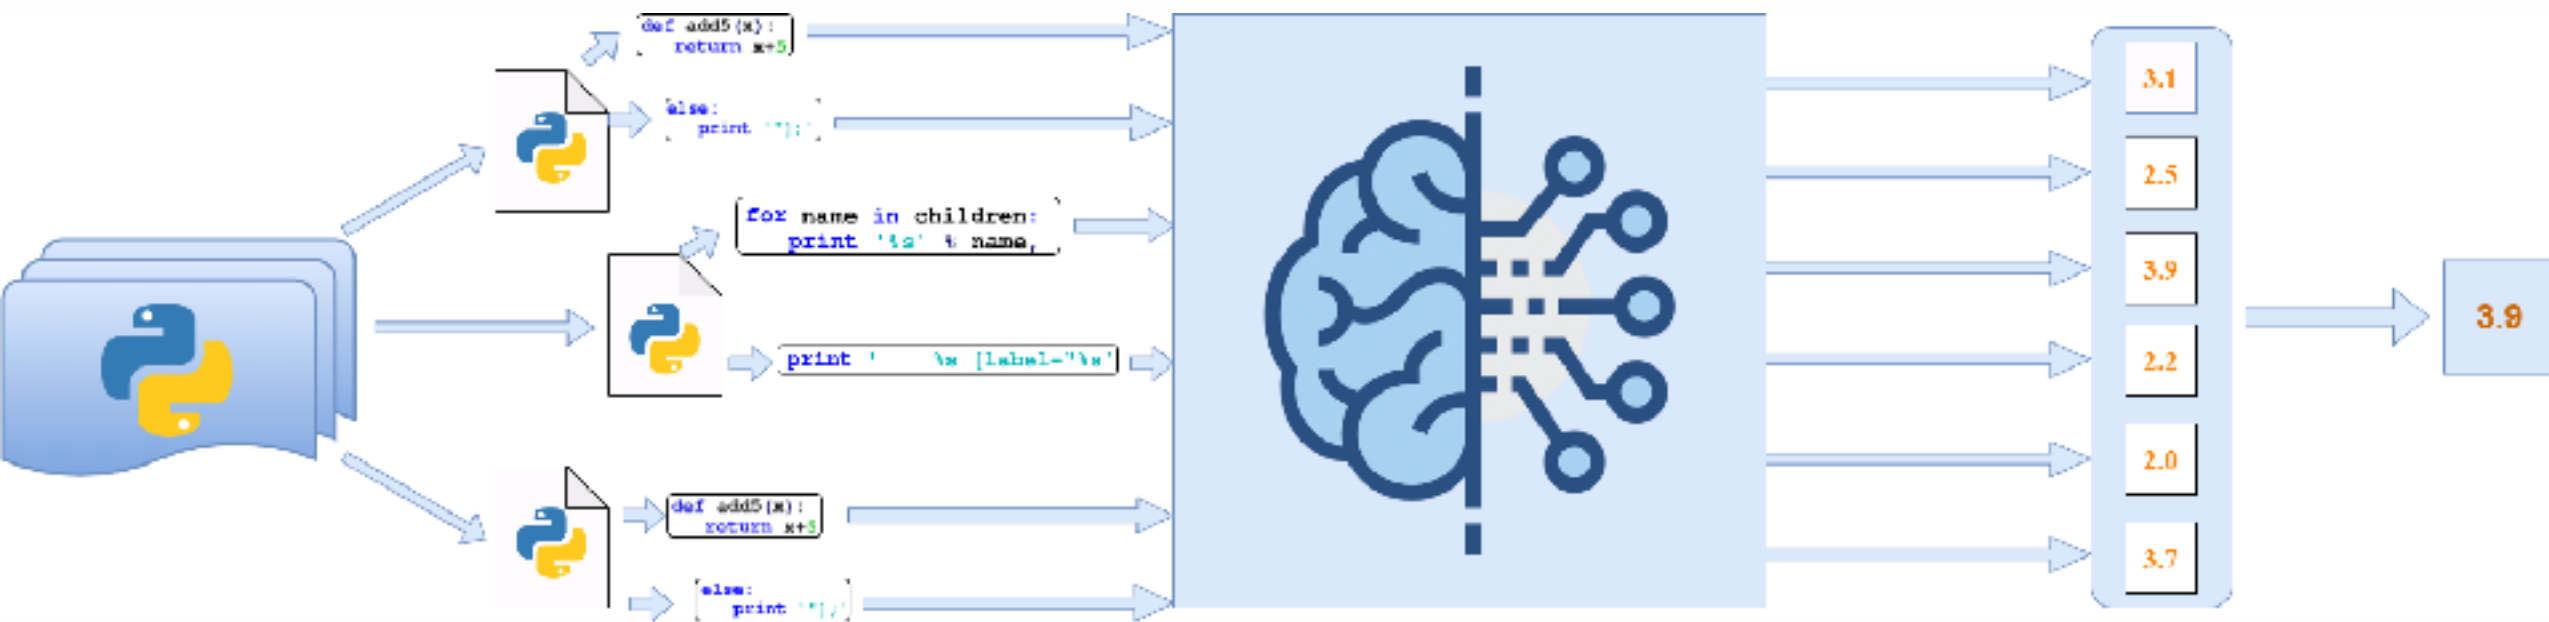 def add5(x):
return x+5
else:
print '"];'
for name in children:
print '%s' % name,
print '    %s [label="%s'
def add5(x):
return x+5
else:
print '"];'
3.1
2.5
3.9
2.2
2.0
3.7
3.9